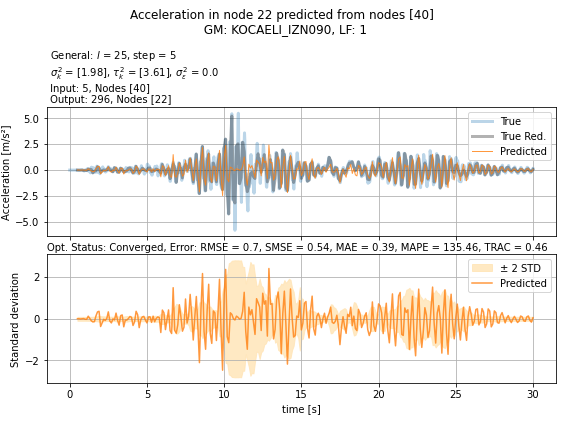 Acceleration in node 22 predicted from nodes [40]
GM: KOCAELI_IZN090, LF: 1
General: l = 25, step = 5
σ²ₖ = [1.98], τ²ₖ = [3.61], σ²ε = 0.0
Input: 5, Nodes [40]
Output: 296, Nodes [22]
Acceleration [m/s²]
5.0
2.5
0.0
−2.5
−5.0
True
True Red.
Predicted
Opt. Status: Converged, Error: RMSE = 0.7, SMSE = 0.54, MAE = 0.39, MAPE = 135.46, TRAC = 0.46
Standard deviation
2
0
−2
± 2 STD
Predicted
0 5 10 15 20 25 30
time [s]